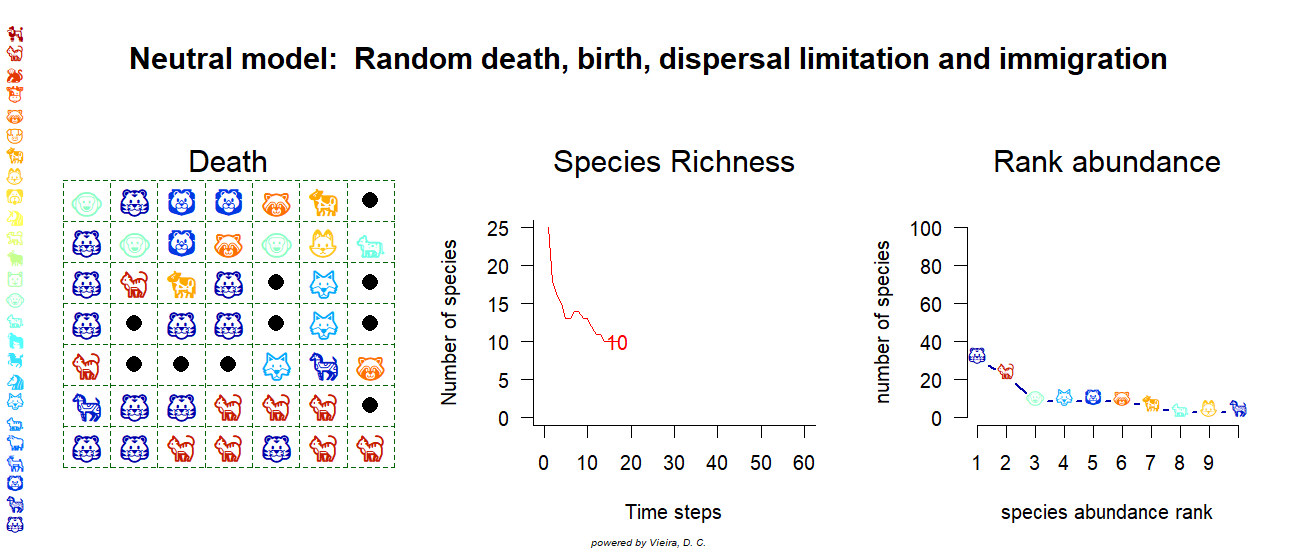 Neutral model:  Random death, birth, dispersal limitation and immigration
Death
Species Richness
Number of species
25
20
15
10
5
0
10
0 10 20 30 40 50 60
Time steps
Rank abundance
number of species
100
80
60
40
20
0
1 2 3 4 5 6 7 8 9
species abundance rank
powered by Vieira, D. C.